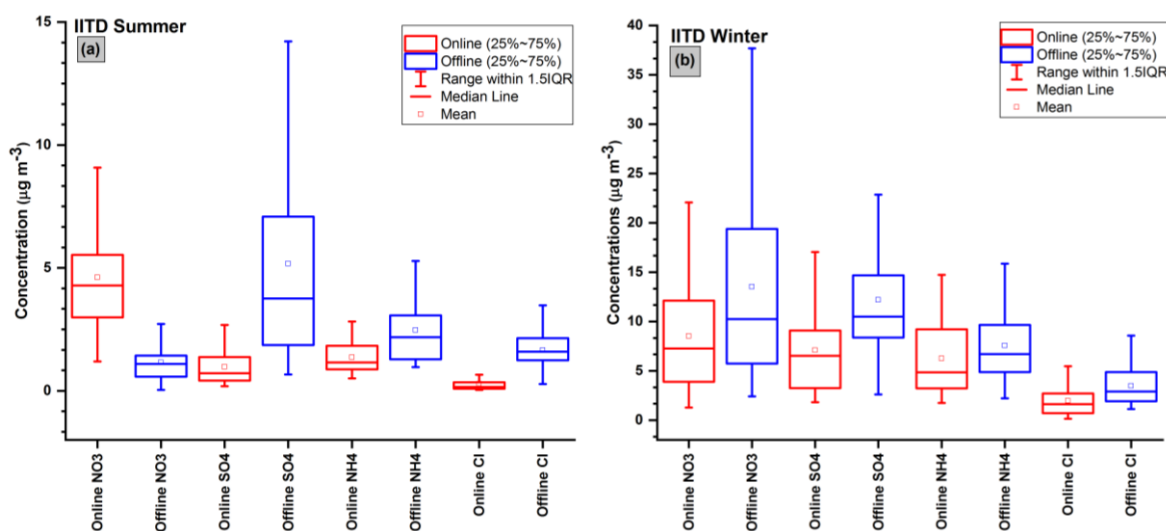 IITD Summer
(a)
Online (25%~75%)
Offline (25%~75%)
Range within 1.5IQR
Median Line
Mean
Concentration (µg m-3)
15
10
5
0
Online NO3
Offline NO3
Online SO4
Offline SO4
Online NH4
Offline NH4
Online Cl
Offline Cl
IITD Winter
(b)
Online (25%~75%)
Offline (25%~75%)
Range within 1.5IQR
Median Line
Mean
Concentrations (µg m-3)
40
35
30
25
20
15
10
5
0
Online NO3
Offline NO3
Online SO4
Offline SO4
Online NH4
Offline NH4
Online Cl
Offline Cl